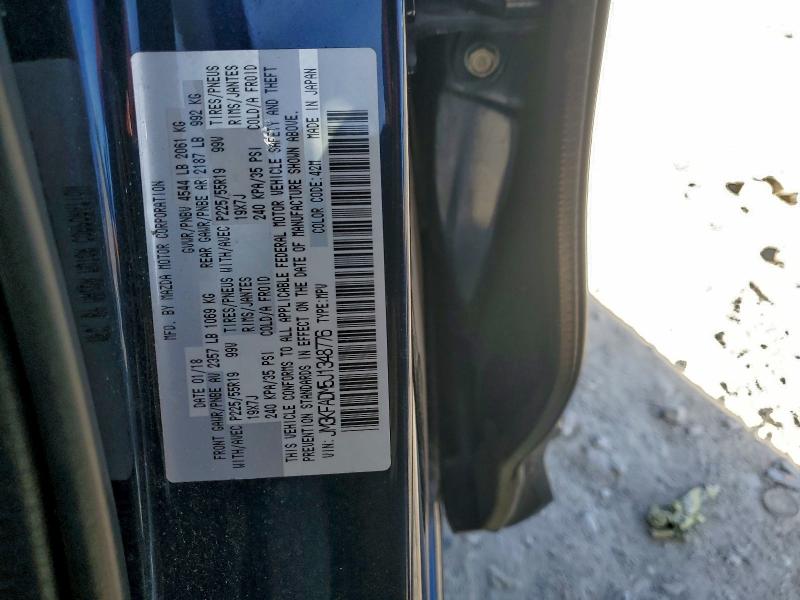 MFD. BY MAZDA MOTOR CORPORATION
DATE 01/18 GVWR/PNBV 4544 LB 2061 KG
FRONT GAWR/PNBE AV 2357 LB 1069 KG REAR GAWR/PNBE AR 2187 LB 992 KG
WITH/AVEC P225/55R19 99V TIRES/PNEUS WITH/AVEC P225/55R19 99V TIRES/PNEUS
19X7J RIMS/JANTES 19X7J RIMS/JANTES
240 KPA/35 PSI COLD/A FROID 240 KPA/35 PSI COLD/A FROID
THIS VEHICLE CONFORMS TO ALL APPLICABLE FEDERAL MOTOR VEHICLE SAFETY AND THEFT
PREVENTION STANDARDS IN EFFECT ON THE DATE OF MANUFACTURE SHOWN ABOVE.
VIN: JM3KFADM5J1348776 TYPE:MPV COLOR CODE:42M MADE IN JAPAN